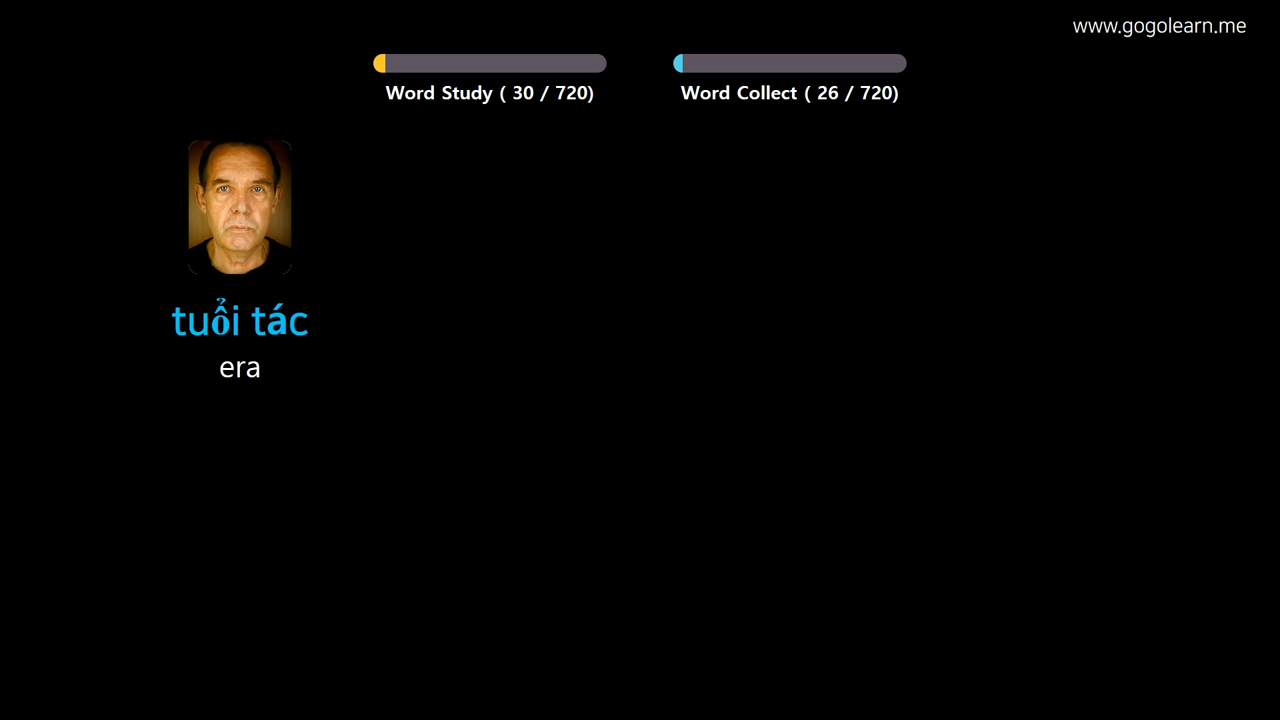 www.gogolearn.me
Word Study ( 30 / 720)
Word Collect ( 26 / 720)
tuổi tác
era